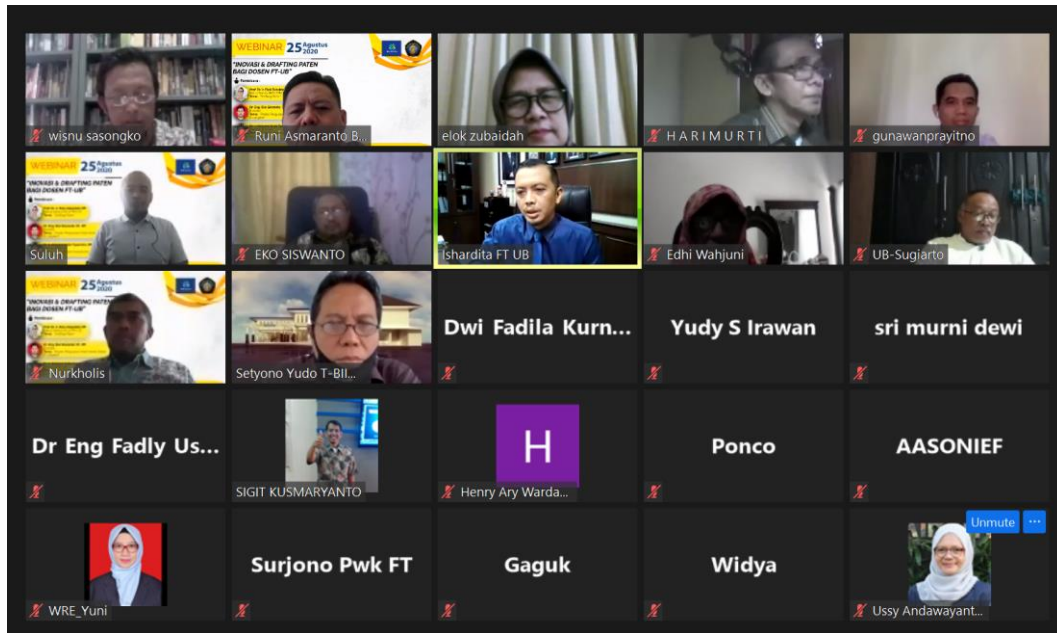 wisnu sasongko
WEBINAR 25 Agustus 2020
"INOVASI & DRAFTING PATEN
BAGI DOSEN FT-UB"
Runi Asmaranto B...
elok zubaidah
H A R I M U R T I
gunawanprayitno
WEBINAR 25 Agustus 2020
"INOVASI & DRAFTING PATEN
BAGI DOSEN FT-UB"
Suluh
EKO SISWANTO
Ishardita FT UB
Edhi Wahjuni
UB-Sugiarto
WEBINAR 25 Agustus 2020
"INOVASI & DRAFTING PATEN
BAGI DOSEN FT-UB"
Nurkholis
Setyono Yudo T-BII...
Dwi Fadila Kurn...
Yudy S Irawan
sri murni dewi
Dr Eng Fadly Us...
SIGIT KUSMARYANTO
H
Henry Ary Warda...
Ponco
AASONIEF
WRE_Yuni
Surjono Pwk FT
Gaguk
Widya
Unmute ...
Ussy Andawayant...